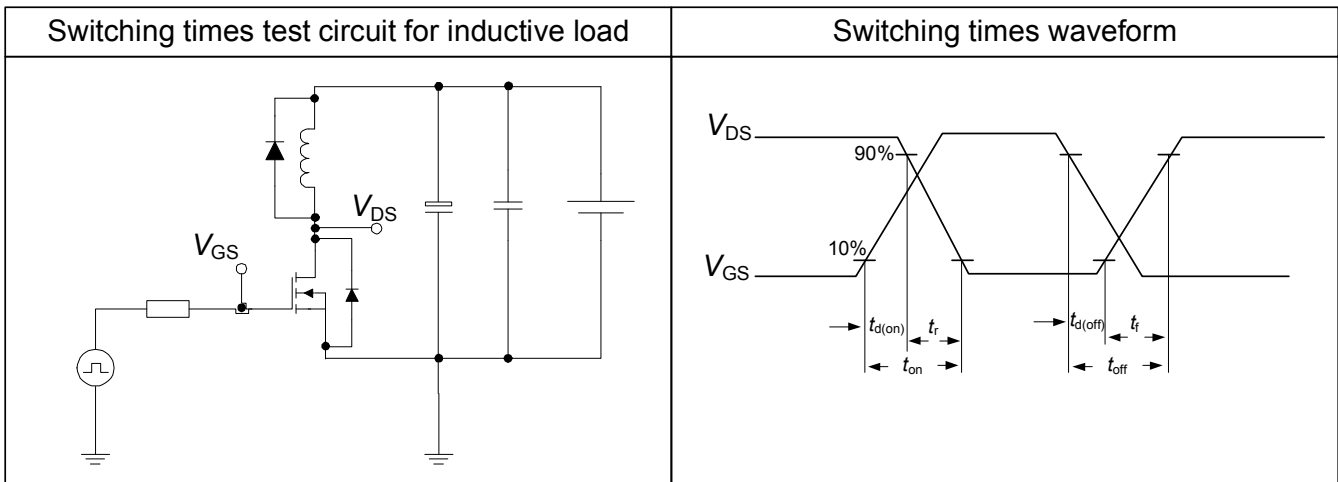 Switching times test circuit for inductive load
Switching times waveform
VDS
VGS
VDS
90%
10%
VGS
td(on)
tr
td(off)
tf
ton
toff